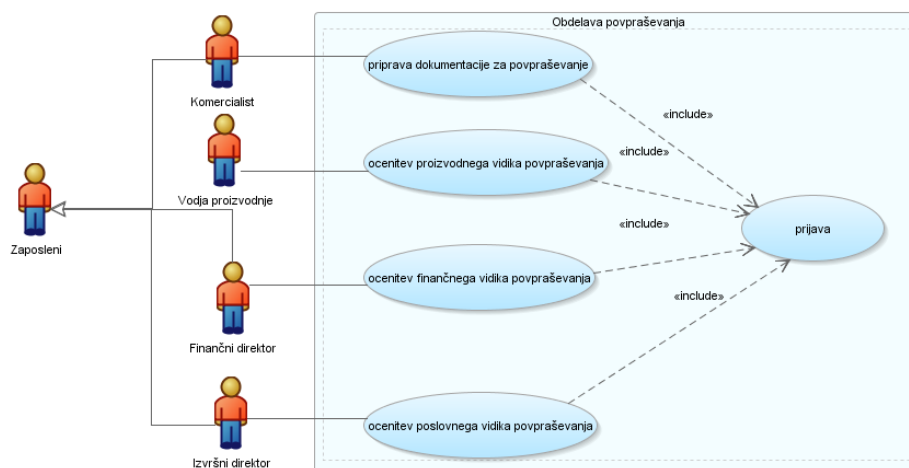 Obdelava povpraševanja
priprava dokumentacije za povpraševanje
Komercialist
«include»
«include»
ocenitev proizvodnega vidika povpraševanja
Vodja proizvodnje
«include»
prijava
Zaposleni
ocenitev finančnega vidika povpraševanja
«include»
Finančni direktor
ocenitev poslovnega vidika povpraševanja
Izvršni direktor